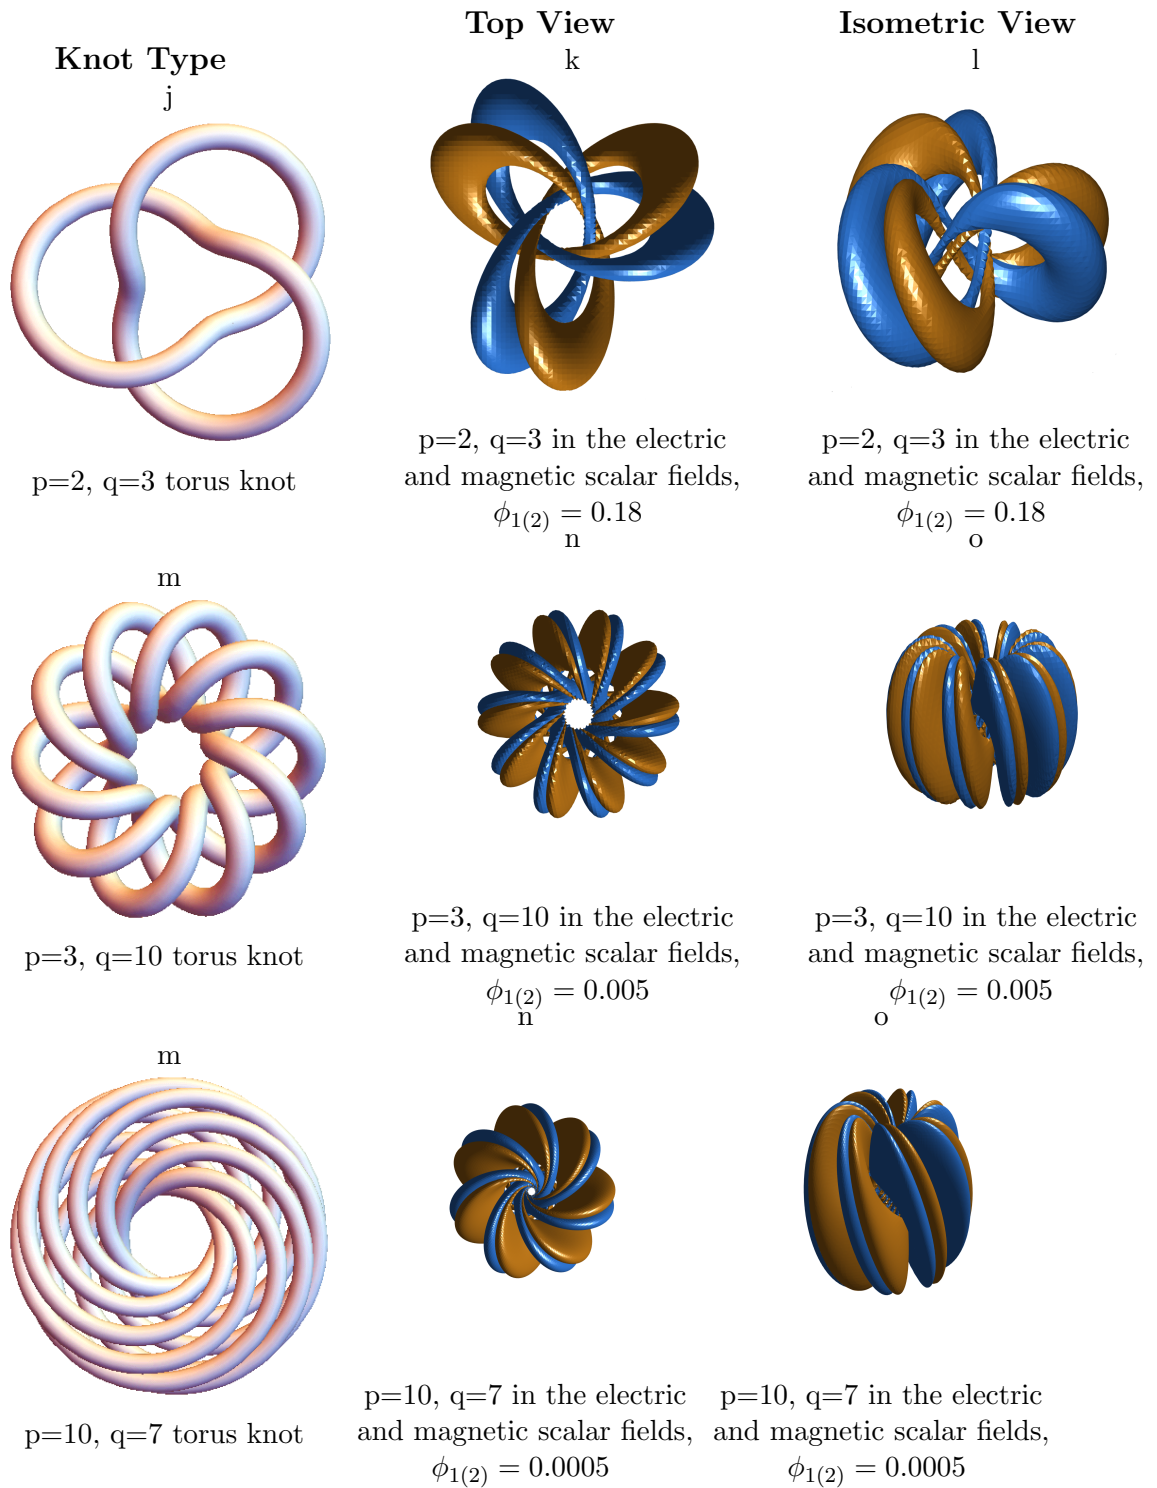 Knot Type
Top View
Isometric View
j
k
l
p=2, q=3 torus knot
p=2, q=3 in the electric
and magnetic scalar fields,
ϕ₁₍₂₎ = 0.18
p=2, q=3 in the electric
and magnetic scalar fields,
ϕ₁₍₂₎ = 0.18
m
n
o
p=3, q=10 torus knot
p=3, q=10 in the electric
and magnetic scalar fields,
ϕ₁₍₂₎ = 0.005
p=3, q=10 in the electric
and magnetic scalar fields,
ϕ₁₍₂₎ = 0.005
m
n
o
p=10, q=7 torus knot
p=10, q=7 in the electric
and magnetic scalar fields,
ϕ₁₍₂₎ = 0.0005
p=10, q=7 in the electric
and magnetic scalar fields,
ϕ₁₍₂₎ = 0.0005